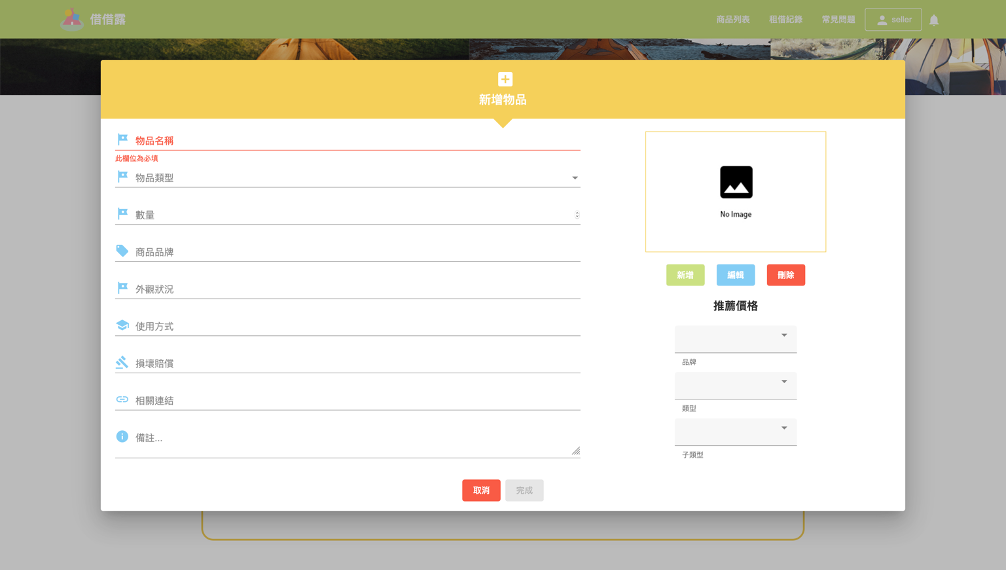 借借露
商品列表
租借紀錄
常見問題
seller
新增物品
物品名稱
此欄位為必填
物品類型
數量
商品品牌
外觀狀況
使用方式
損壞賠償
相關連結
備註...
No Image
新增
編輯
刪除
推薦價格
品牌
類型
子類型
取消
完成